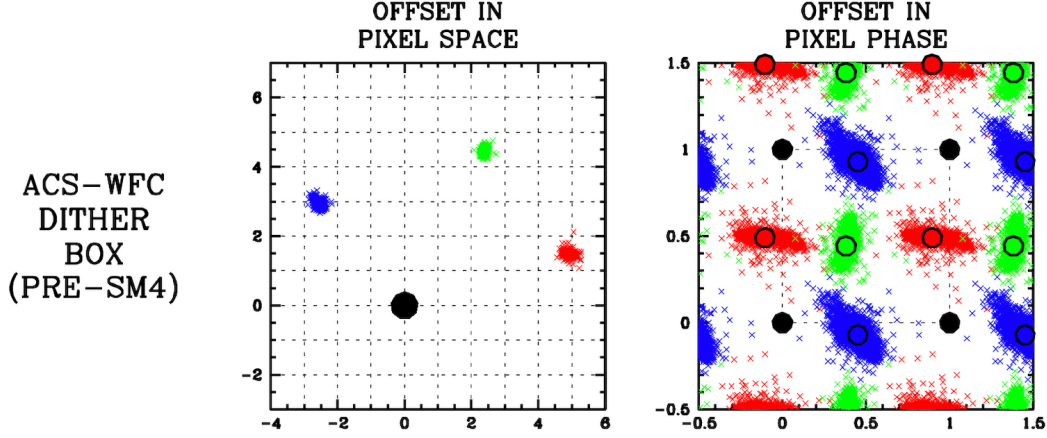 OFFSET IN
PIXEL SPACE
OFFSET IN
PIXEL PHASE
ACS-WFC
DITHER
BOX
(PRE-SM4)
6
4
2
0
-2
-4 -2 0 2 4 6
1.5
1
0.5
0
-0.5
-0.5 0 0.5 1 1.5